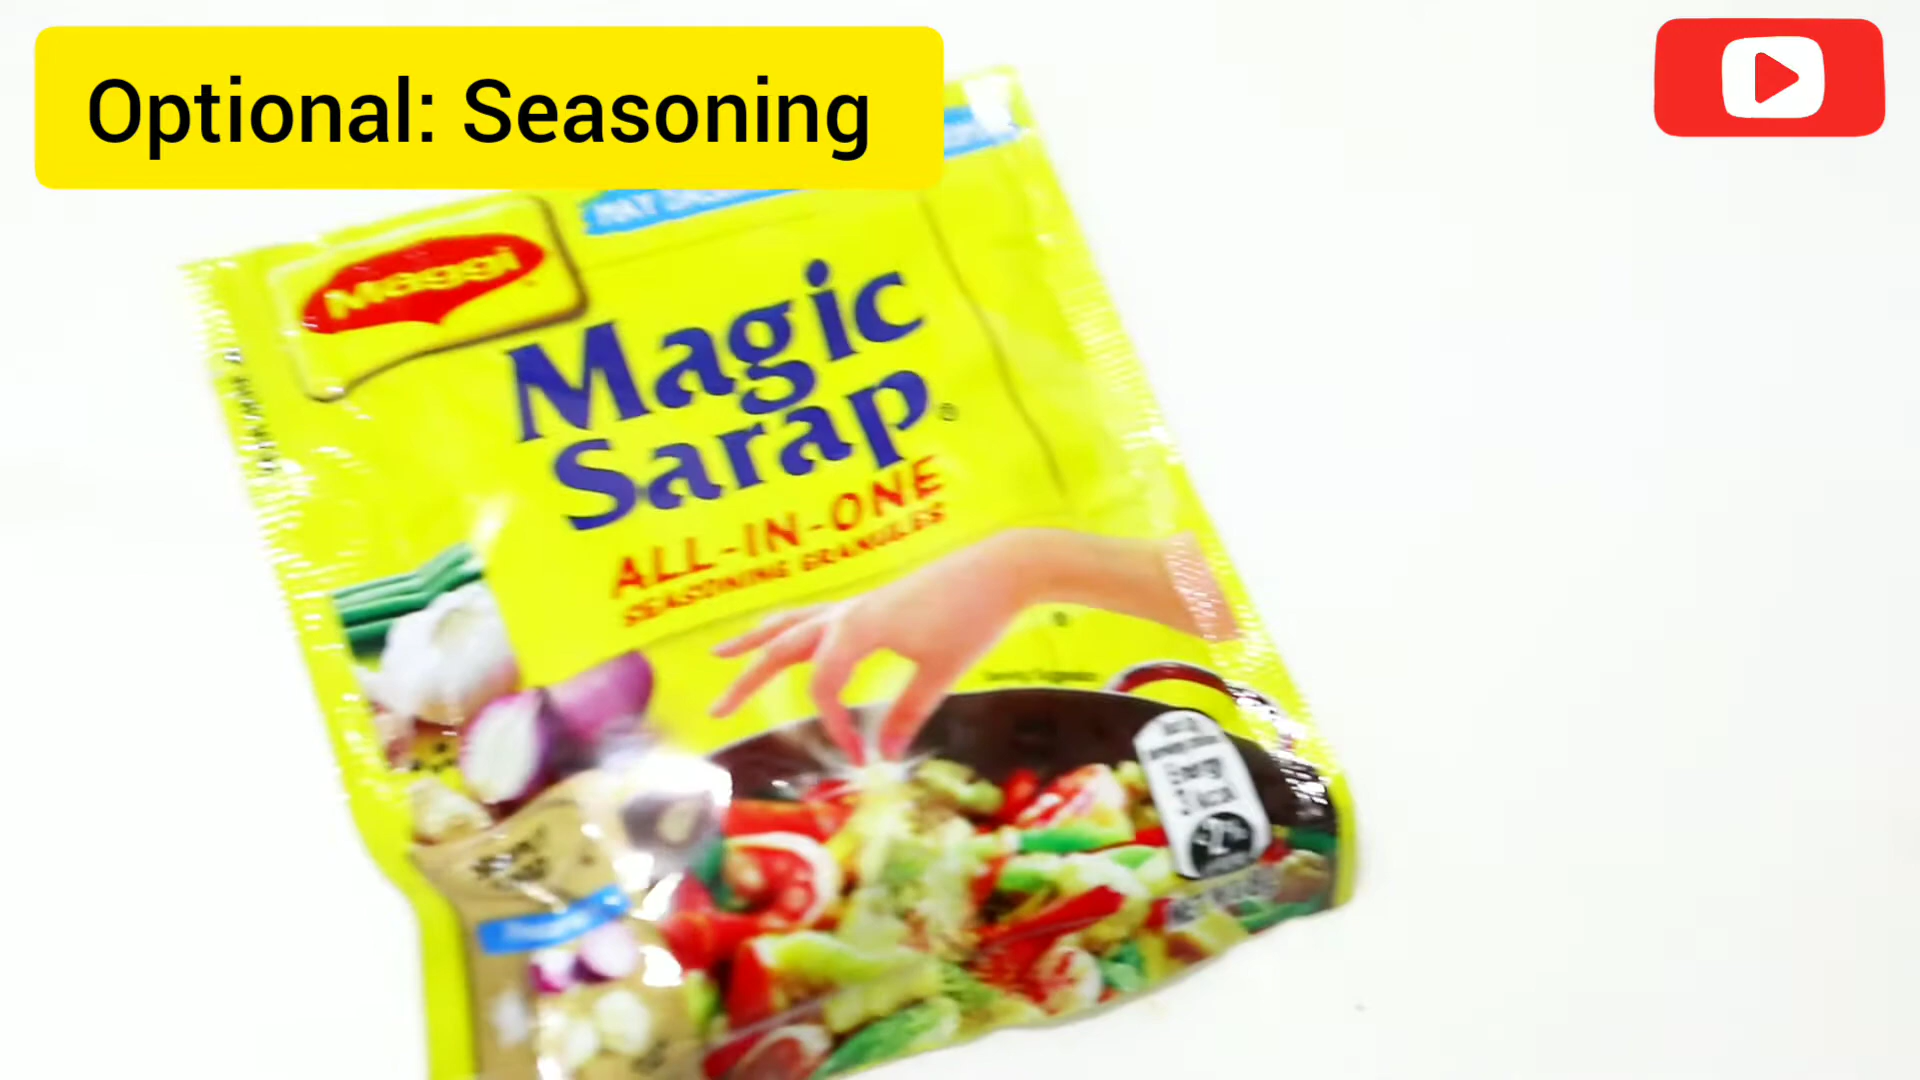 Optional: Seasoning
Maggi
Magic
Sarap
ALL-IN-ONE
SEASONING GRANULES